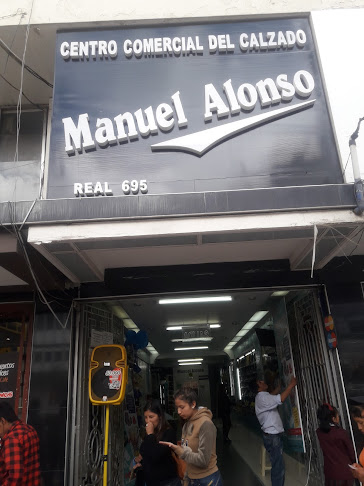 CENTRO COMERCIAL DEL CALZADO
Manuel Alonso
REAL 695